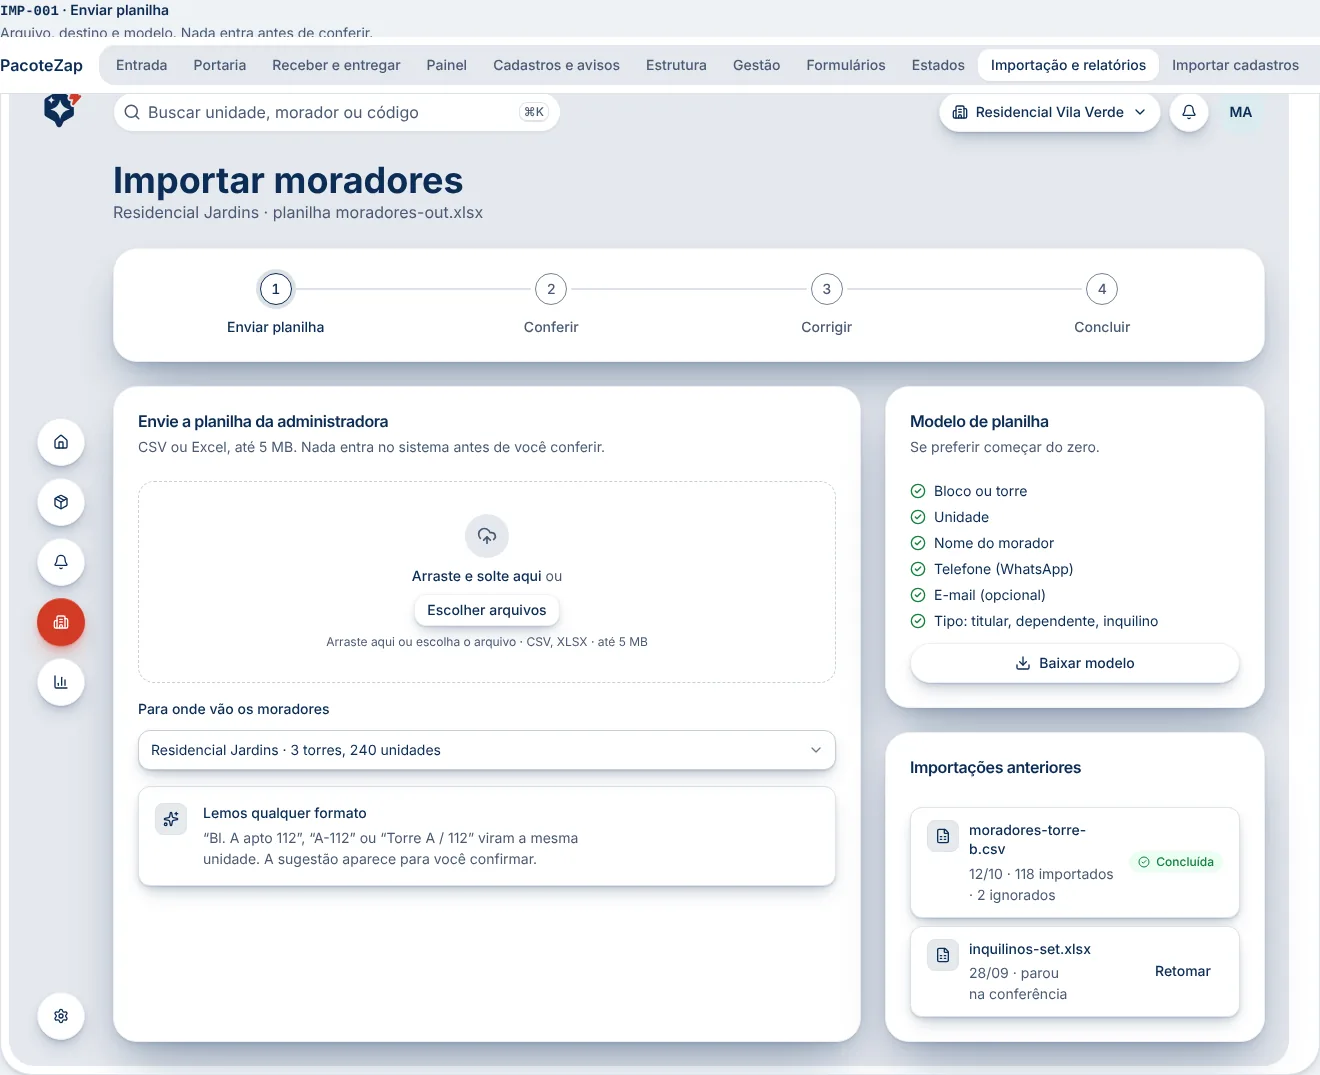 IMP-001 · Enviar planilha
Arquivo, destino e modelo. Nada entra antes de conferir.
PacoteZap
Entrada
Portaria
Receber e entregar
Painel
Cadastros e avisos
Estrutura
Gestão
Formulários
Estados
Importação e relatórios
Importar cadastros
Buscar unidade, morador ou código
⌘K
Residencial Vila Verde
MA
Importar moradores
Residencial Jardins · planilha moradores-out.xlsx
1
2
3
4
Enviar planilha
Conferir
Corrigir
Concluir
Envie a planilha da administradora
CSV ou Excel, até 5 MB. Nada entra no sistema antes de você conferir.
Arraste e solte aqui ou
Escolher arquivos
Arraste aqui ou escolha o arquivo · CSV, XLSX · até 5 MB
Para onde vão os moradores
Residencial Jardins · 3 torres, 240 unidades
Lemos qualquer formato
“Bl. A apto 112”, “A-112” ou “Torre A / 112” viram a mesma
unidade. A sugestão aparece para você confirmar.
Modelo de planilha
Se preferir começar do zero.
Bloco ou torre
Unidade
Nome do morador
Telefone (WhatsApp)
E-mail (opcional)
Tipo: titular, dependente, inquilino
Baixar modelo
Importações anteriores
moradores-torre-
b.csv
12/10 · 118 importados
· 2 ignorados
Concluída
inquilinos-set.xlsx
28/09 · parou
na conferência
Retomar